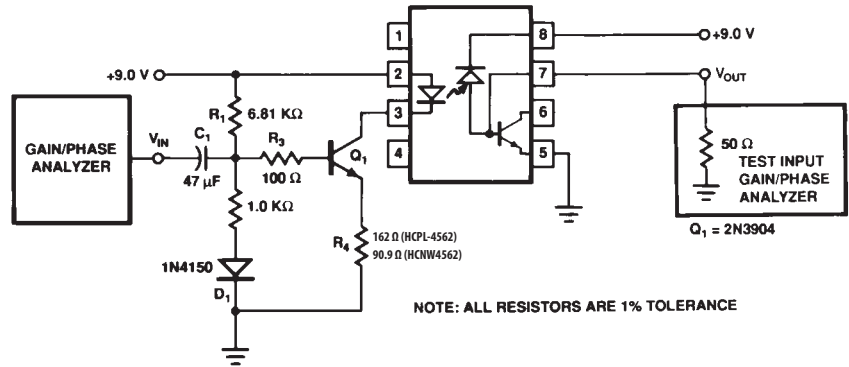 1
8
+9.0 V
+9.0 V
2
7
V_OUT
R1
6.81 KΩ
3
6
GAIN/PHASE
ANALYZER
V_IN
C1
47 μF
R3
100 Ω
Q1
4
5
50 Ω
TEST INPUT
GAIN/PHASE
ANALYZER
1.0 KΩ
Q1 = 2N3904
R4
162 Ω (HCPL-4562)
90.9 Ω (HCNW4562)
1N4150
D1
NOTE: ALL RESISTORS ARE 1% TOLERANCE